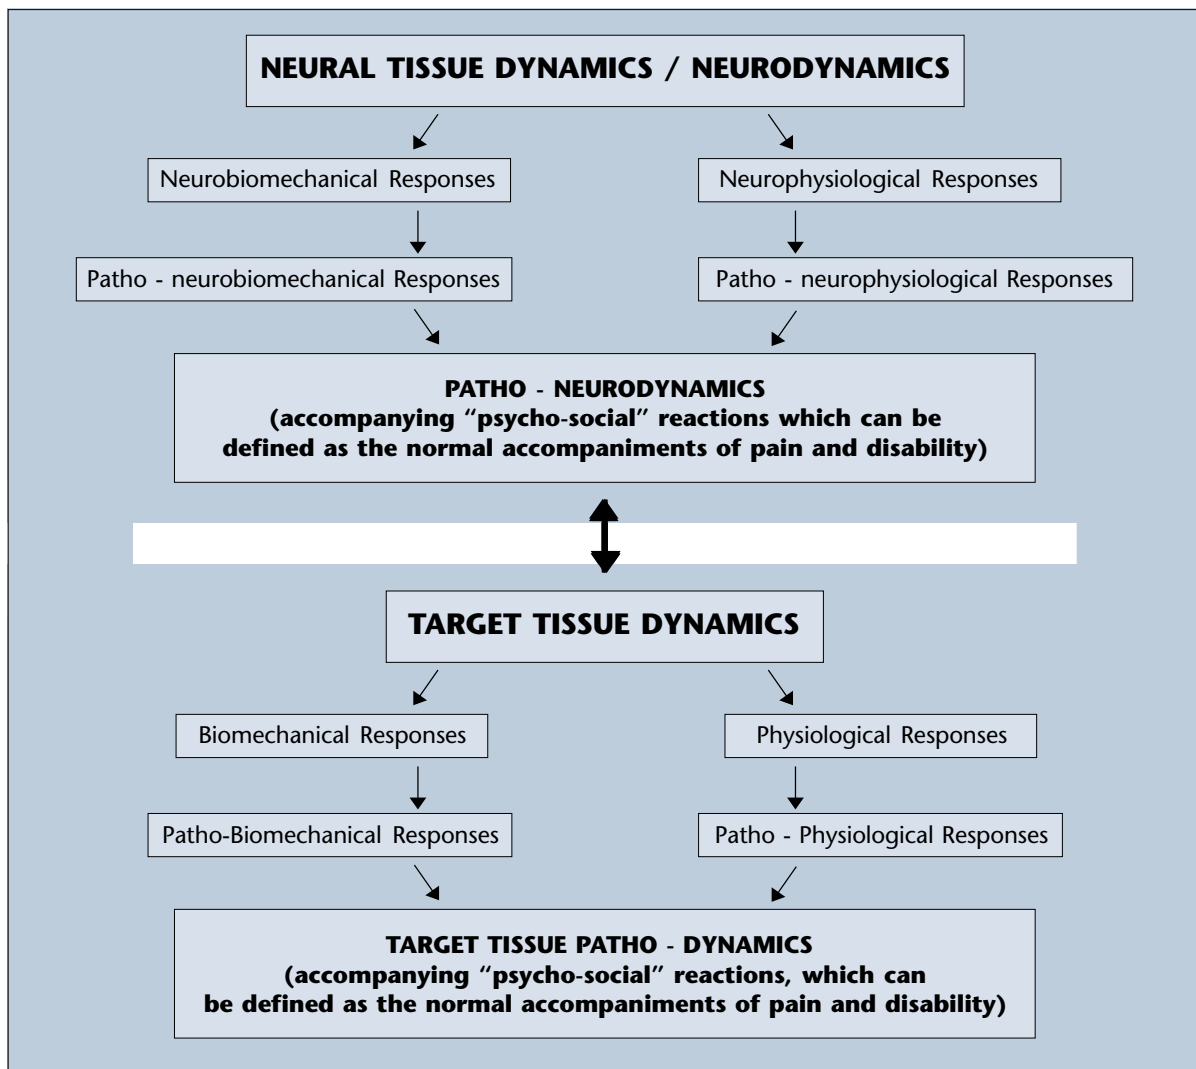 NEURAL TISSUE DYNAMICS / NEURODYNAMICS
Neurobiomechanical Responses
Neurophysiological Responses
Patho - neurobiomechanical Responses
Patho - neurophysiological Responses
PATHO - NEURODYNAMICS
(accompanying “psycho-social” reactions which can be
defined as the normal accompaniments of pain and disability)
TARGET TISSUE DYNAMICS
Biomechanical Responses
Physiological Responses
Patho-Biomechanical Responses
Patho - Physiological Responses
TARGET TISSUE PATHO - DYNAMICS
(accompanying “psycho-social” reactions, which can
be defined as the normal accompaniments of pain and disability)